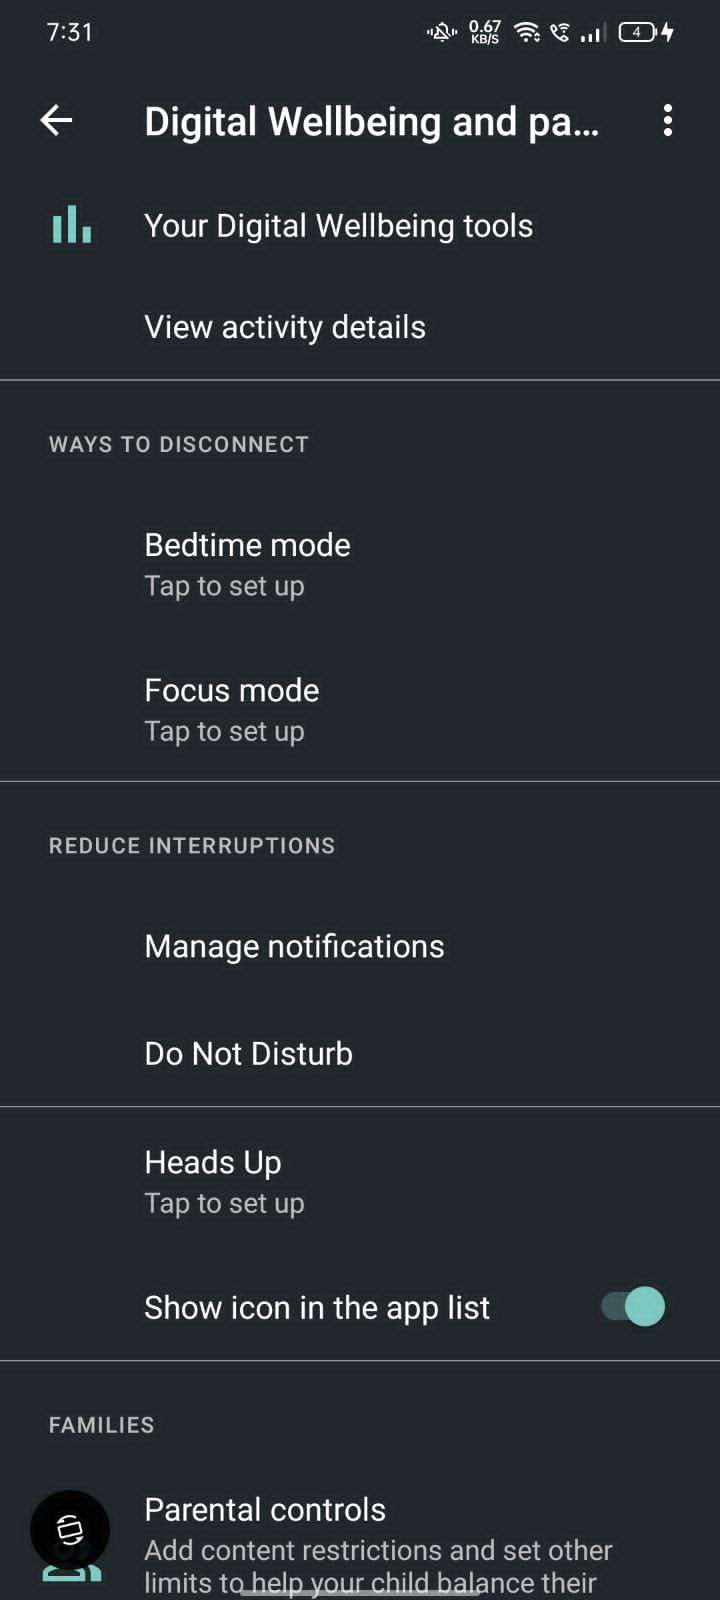 7:31
0.67
KB/S
4
Digital Wellbeing and pa...
Your Digital Wellbeing tools
View activity details
WAYS TO DISCONNECT
Bedtime mode
Tap to set up
Focus mode
Tap to set up
REDUCE INTERRUPTIONS
Manage notifications
Do Not Disturb
Heads Up
Tap to set up
Show icon in the app list
FAMILIES
Parental controls
Add content restrictions and set other
limits to help your child balance their